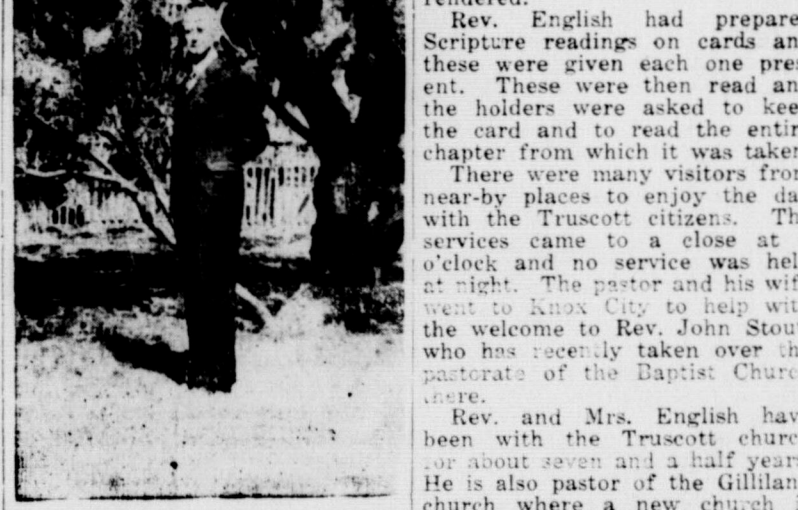 rendered.
Rev. English had prepare
Scripture readings on cards an
these were given each one pres
ent. These were then read an
the holders were asked to kee
the card and to read the entir
chapter from which it was taken
There were many visitors from
near-by places to enjoy the da
with the Truscott citizens. Th
services came to a close at
o'clock and no service was hel
at night. The pastor and his wif
went to Knox City to help wit
the welcome to Rev. John Stou
who has recently taken over th
pastorate of the Baptist Churc
there.
Rev. and Mrs. English hav
been with the Truscott churc
for about seven and a half years
He is also pastor of the Gillilan
church where a new church i